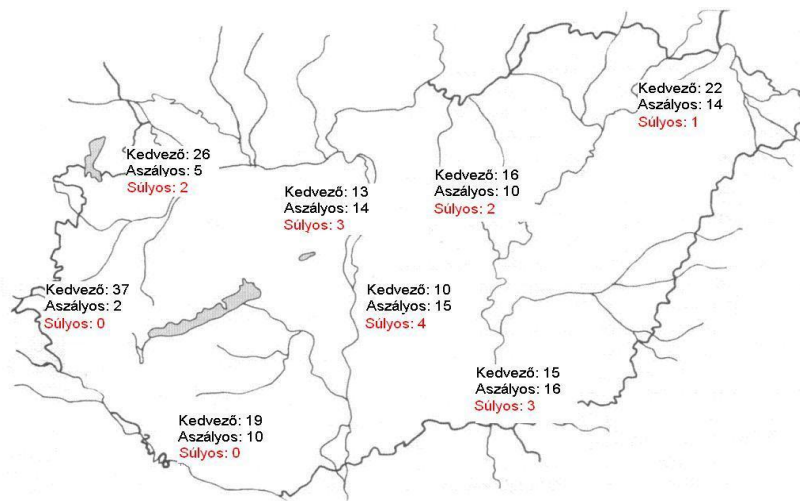 Kedvező: 22
Aszályos: 14
Súlyos: 1
Kedvező: 26
Aszályos: 5
Súlyos: 2
Kedvező: 13
Aszályos: 14
Súlyos: 3
Kedvező: 16
Aszályos: 10
Súlyos: 2
Kedvező: 37
Aszályos: 2
Súlyos: 0
Kedvező: 10
Aszályos: 15
Súlyos: 4
Kedvező: 15
Aszályos: 16
Súlyos: 3
Kedvező: 19
Aszályos: 10
Súlyos: 0